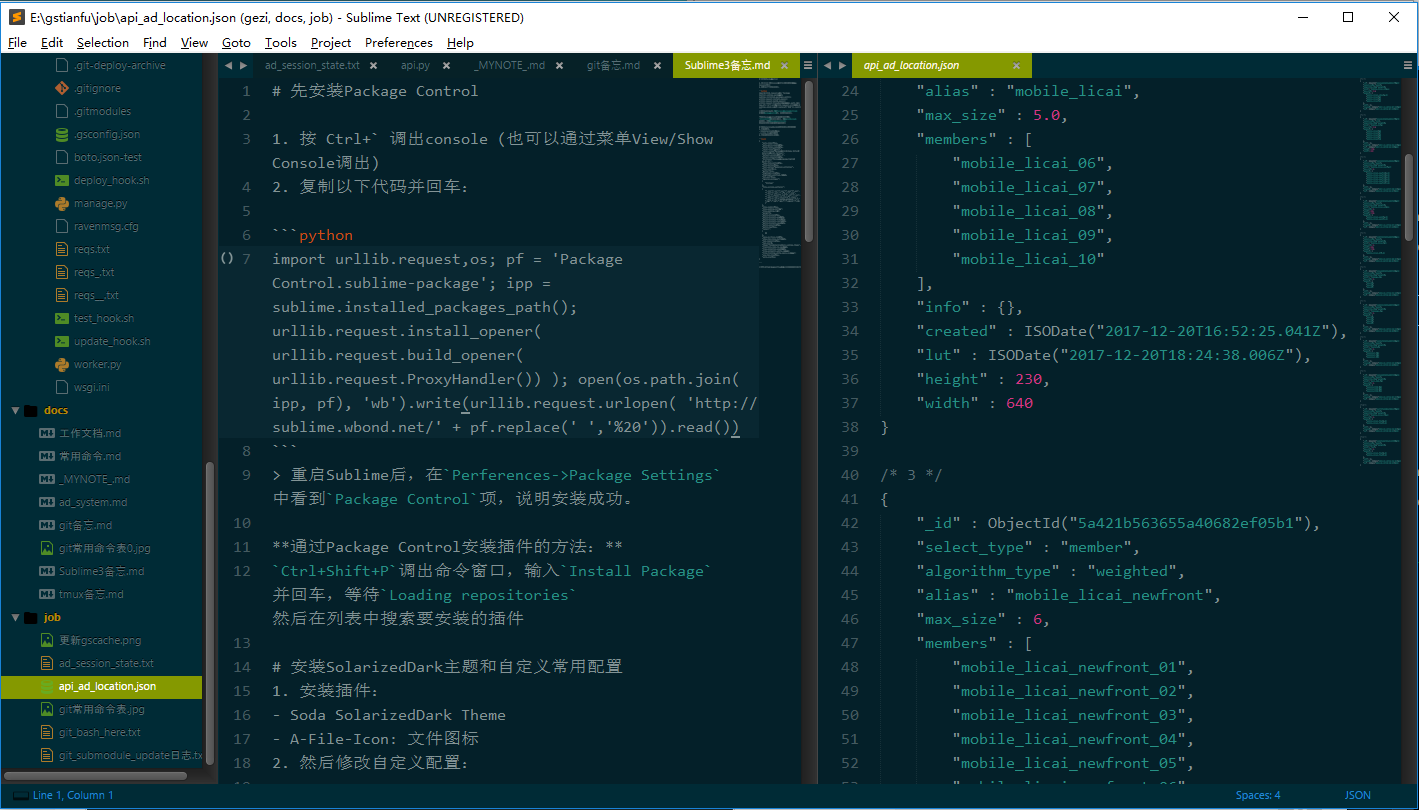 E:\gstianfu\job\api_ad_location.json (gezi, docs, job) - Sublime Text (UNREGISTERED)
File Edit Selection Find View Goto Tools Project Preferences Help
.git-deploy-archive
.gitignore
.gitmodules
.gsconfig.json
boto.json-test
deploy_hook.sh
manage.py
ravenmsg.cfg
reqs.txt
reqs_.txt
reqs__.txt
test_hook.sh
update_hook.sh
worker.py
wsgi.ini
docs
工作文档.md
常用命令.md
_MYNOTE_.md
ad_system.md
git备忘.md
git常用命令表0.jpg
Sublime3备忘.md
tmux备忘.md
job
更新gscache.png
ad_session_state.txt
api_ad_location.json
git常用命令表.jpg
git_bash_here.txt
git_submodule_update日志.tx
ad_session_state.txt api.py _MYNOTE_.md git备忘.md Sublime3备忘.md
1 # 先安装Package Control
2
3 1. 按 Ctrl+` 调出console (也可以通过菜单View/Show
Console调出)
4 2. 复制以下代码并回车：
5
6 ```python
() 7 import urllib.request,os; pf = 'Package
Control.sublime-package'; ipp =
sublime.installed_packages_path();
urllib.request.install_opener(
urllib.request.build_opener(
urllib.request.ProxyHandler()) ); open(os.path.join(
ipp, pf), 'wb').write(urllib.request.urlopen( 'http://
sublime.wbond.net/' + pf.replace(' ','%20')).read())
8 ```
9 > 重启Sublime后，在`Perferences->Package Settings`
中看到`Package Control`项，说明安装成功。
10
11 **通过Package Control安装插件的方法：**
12 `Ctrl+Shift+P`调出命令窗口，输入`Install Package`
并回车，等待`Loading repositories`
然后在列表中搜索要安装的插件
13
14 # 安装SolarizedDark主题和自定义常用配置
15 1. 安装插件：
16 - Soda SolarizedDark Theme
17 - A-File-Icon: 文件图标
18 2. 然后修改自定义配置：
api_ad_location.json
24 "alias" : "mobile_licai",
25 "max_size" : 5.0,
26 "members" : [
27 "mobile_licai_06",
28 "mobile_licai_07",
29 "mobile_licai_08",
30 "mobile_licai_09",
31 "mobile_licai_10"
32 ],
33 "info" : {},
34 "created" : ISODate("2017-12-20T16:52:25.041Z"),
35 "lut" : ISODate("2017-12-20T18:24:38.006Z"),
36 "height" : 230,
37 "width" : 640
38 }
39
40 /* 3 */
41 {
42 "_id" : ObjectId("5a421b563655a40682ef05b1"),
43 "select_type" : "member",
44 "algorithm_type" : "weighted",
45 "alias" : "mobile_licai_newfront",
46 "max_size" : 6,
47 "members" : [
48 "mobile_licai_newfront_01",
49 "mobile_licai_newfront_02",
50 "mobile_licai_newfront_03",
51 "mobile_licai_newfront_04",
52 "mobile_licai_newfront_05",
Line 1, Column 1 Spaces: 4 JSON